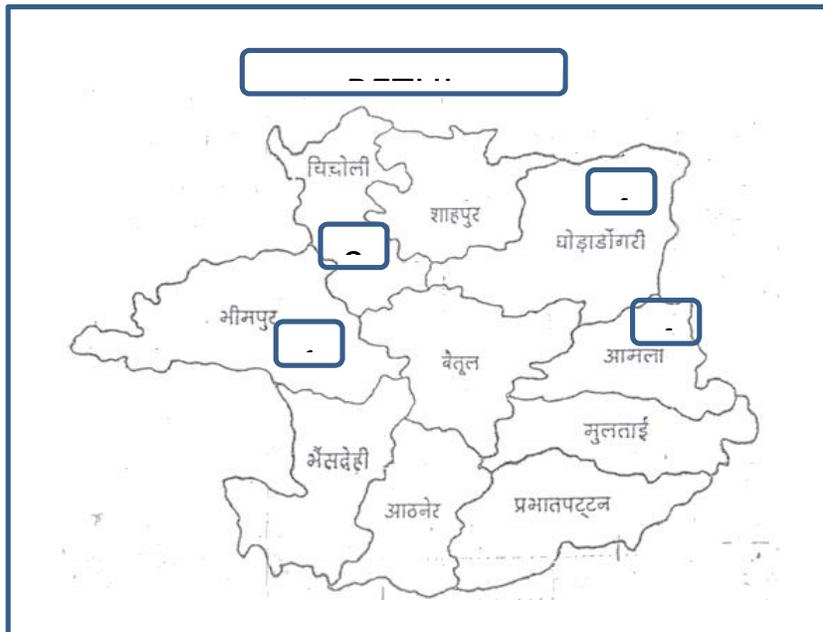 चिचोली
शाहपुर
घोड़ाडोंगरी
भीमपुर
बेतूल
आमला
मुलताई
भैंसदेही
आठनेर
प्रभातपट्टन